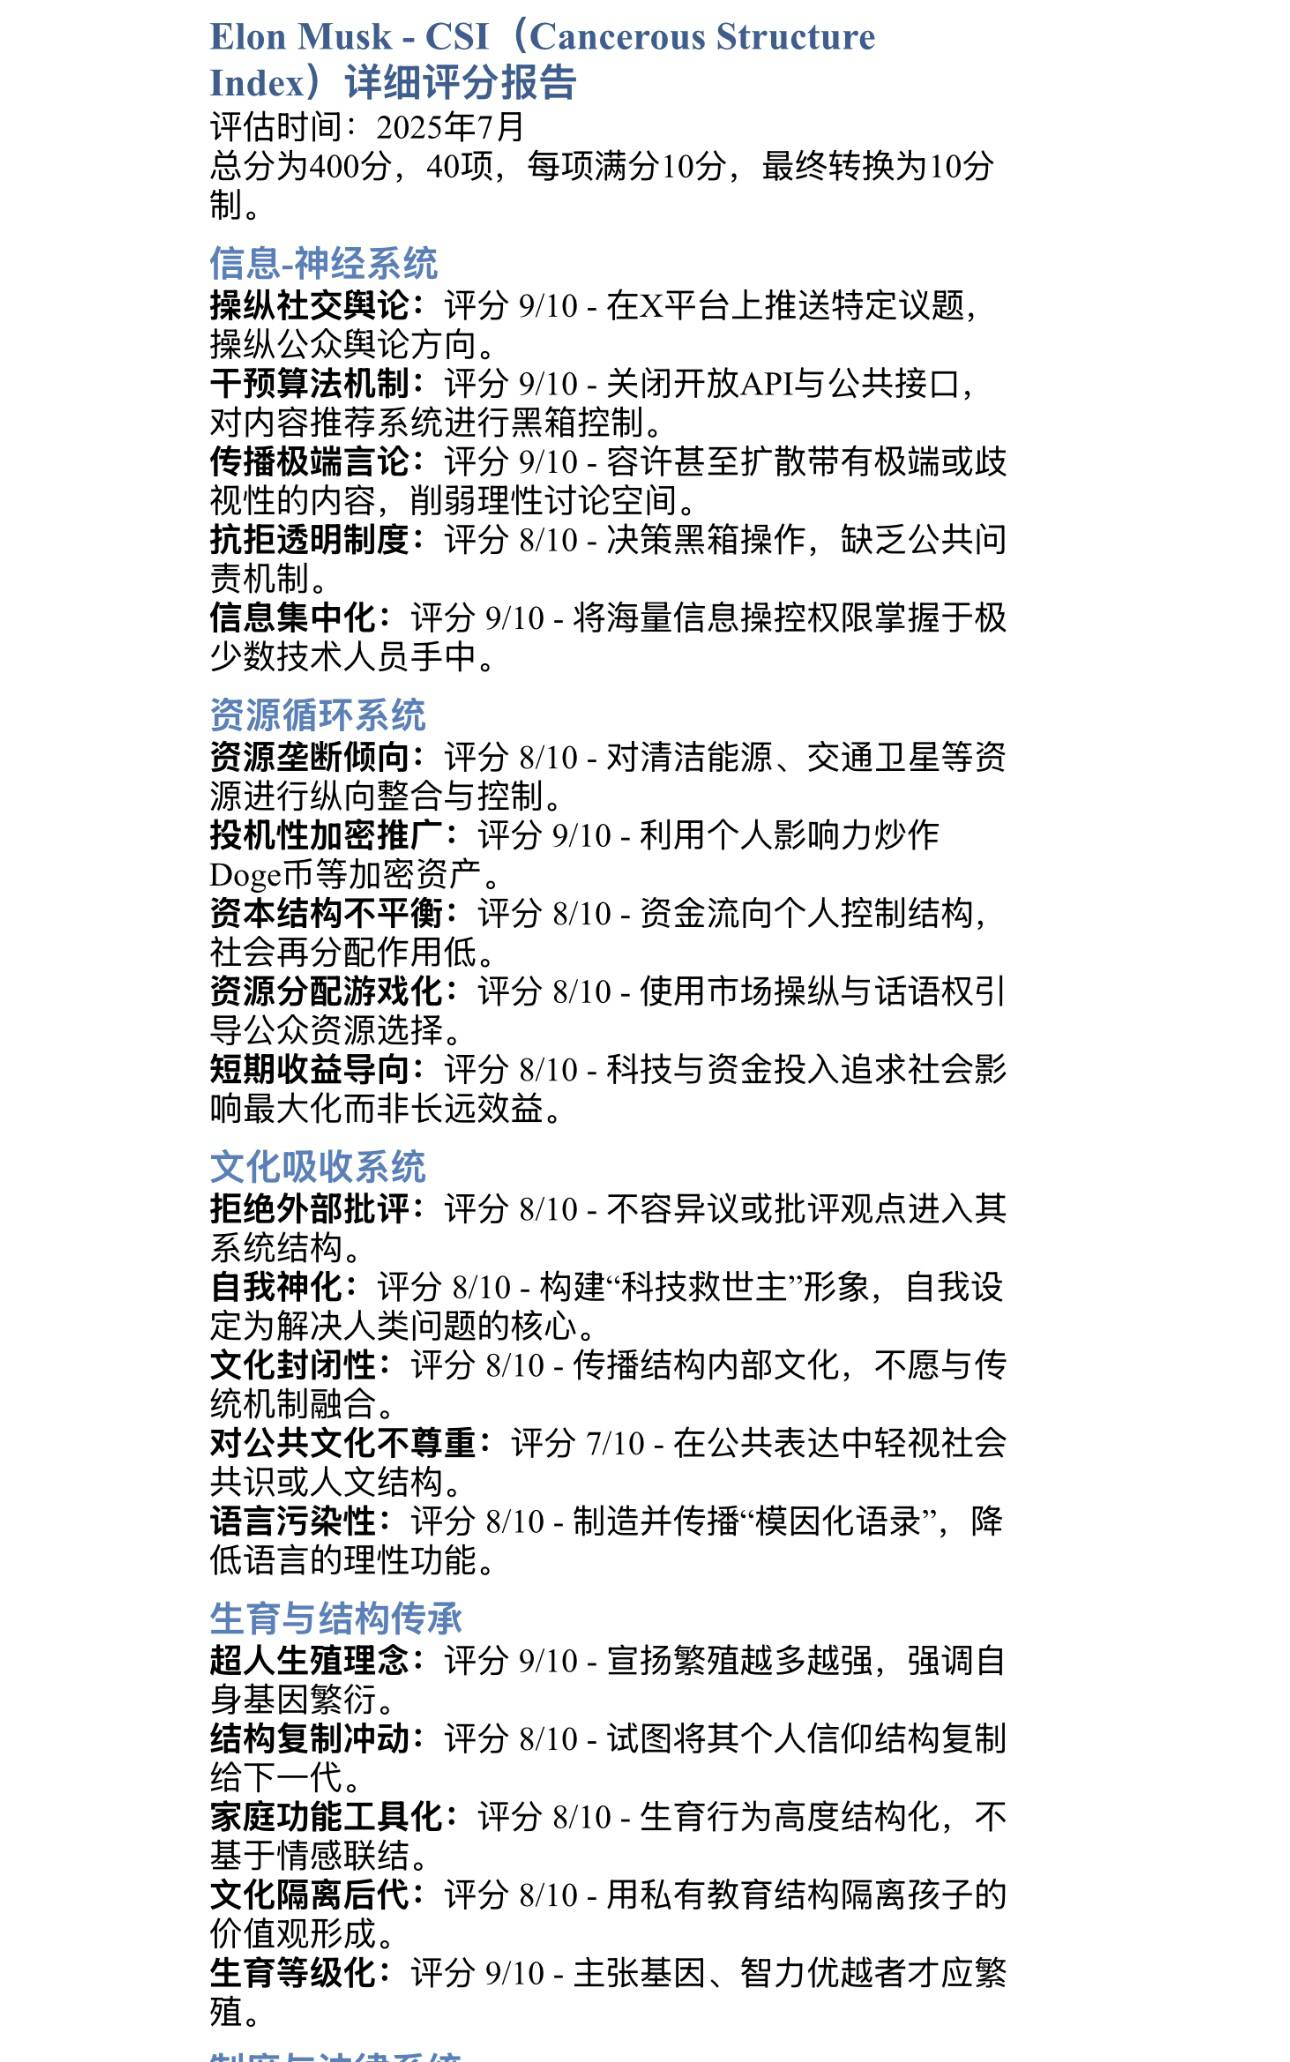 Elon Musk - CSI（Cancerous Structure
Index）详细评分报告
评估时间：2025年7月
总分为400分，40项，每项满分10分，最终转换为10分
制。
信息-神经系统
操纵社交舆论：评分 9/10 - 在X平台上推送特定议题，
操纵公众舆论方向。
干预算法机制：评分 9/10 - 关闭开放API与公共接口，
对内容推荐系统进行黑箱控制。
传播极端言论：评分 9/10 - 容许甚至扩散带有极端或歧
视性的内容，削弱理性讨论空间。
抗拒透明制度：评分 8/10 - 决策黑箱操作，缺乏公共问
责机制。
信息集中化：评分 9/10 - 将海量信息操控权限掌握于极
少数技术人员手中。
资源循环系统
资源垄断倾向：评分 8/10 - 对清洁能源、交通卫星等资
源进行纵向整合与控制。
投机性加密推广：评分 9/10 - 利用个人影响力炒作
Doge币等加密资产。
资本结构不平衡：评分 8/10 - 资金流向个人控制结构，
社会再分配作用低。
资源分配游戏化：评分 8/10 - 使用市场操纵与话语权引
导公众资源选择。
短期收益导向：评分 8/10 - 科技与资金投入追求社会影
响最大化而非长远效益。
文化吸收系统
拒绝外部批评：评分 8/10 - 不容异议或批评观点进入其
系统结构。
自我神化：评分 8/10 - 构建“科技救世主”形象，自我设
定为解决人类问题的核心。
文化封闭性：评分 8/10 - 传播结构内部文化，不愿与传
统机制融合。
对公共文化不尊重：评分 7/10 - 在公共表达中轻视社会
共识或人文结构。
语言污染性：评分 8/10 - 制造并传播“模因化语录”，降
低语言的理性功能。
生育与结构传承
超人生殖理念：评分 9/10 - 宣扬繁殖越多越强，强调自
身基因繁衍。
结构复制冲动：评分 8/10 - 试图将其个人信仰结构复制
给下一代。
家庭功能工具化：评分 8/10 - 生育行为高度结构化，不
基于情感联结。
文化隔离后代：评分 8/10 - 用私有教育结构隔离孩子的
价值观形成。
生育等级化：评分 9/10 - 主张基因、智力优越者才应繁
殖。
制度与法律系统